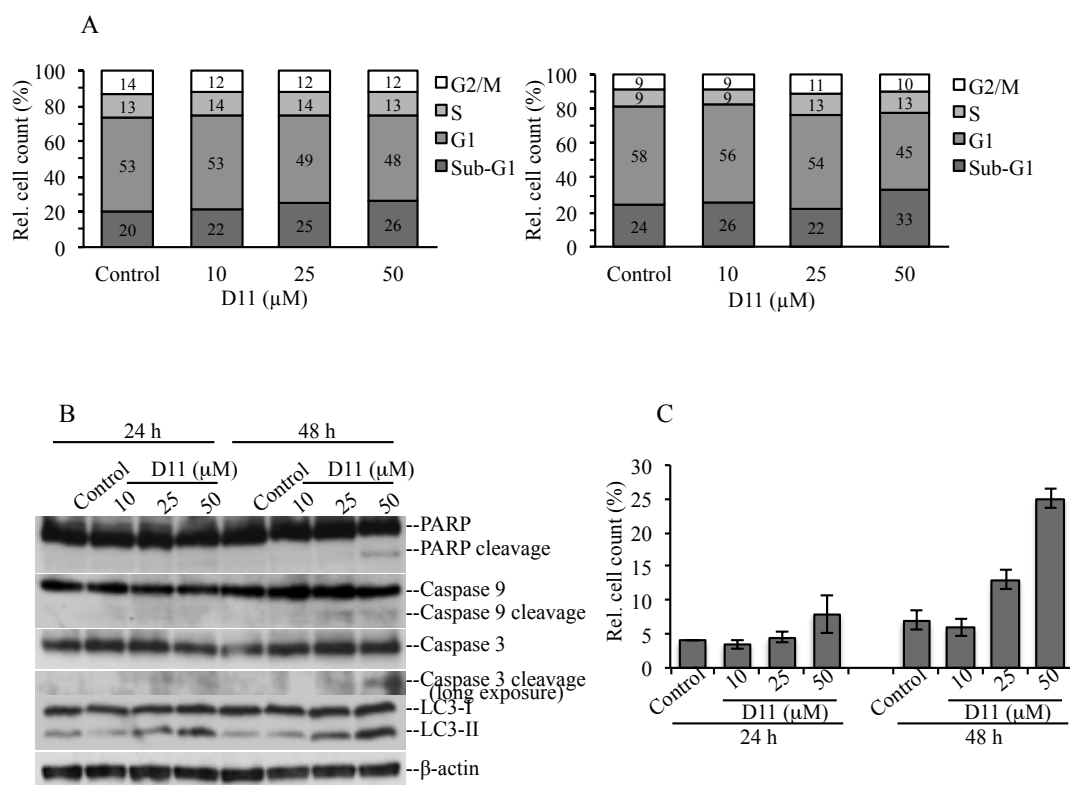 A
Rel. cell count (%)
100
80
60
40
20
0
14 12 12 12
13 14 14 13
53 53 49 48
20 22 25 26
Control 10 25 50
D11 (µM)
G2/M
S
G1
Sub-G1
Rel. cell count (%)
100
80
60
40
20
0
9 9 11 10
9 9 13 13
58 56 54 45
24 26 22 33
Control 10 25 50
D11 (µM)
G2/M
S
G1
Sub-G1
B
24 h 48 h
D11 (µM) D11 (µM)
Control 10 25 50 Control 10 25 50
--PARP
--PARP cleavage
--Caspase 9
--Caspase 9 cleavage
--Caspase 3
--Caspase 3 cleavage
(long exposure)
--LC3-I
--LC3-II
--β-actin
C
Rel. cell count (%)
30
25
20
15
10
5
0
Control 10 25 50 Control 10 25 50
D11 (µM) D11 (µM)
24 h 48 h